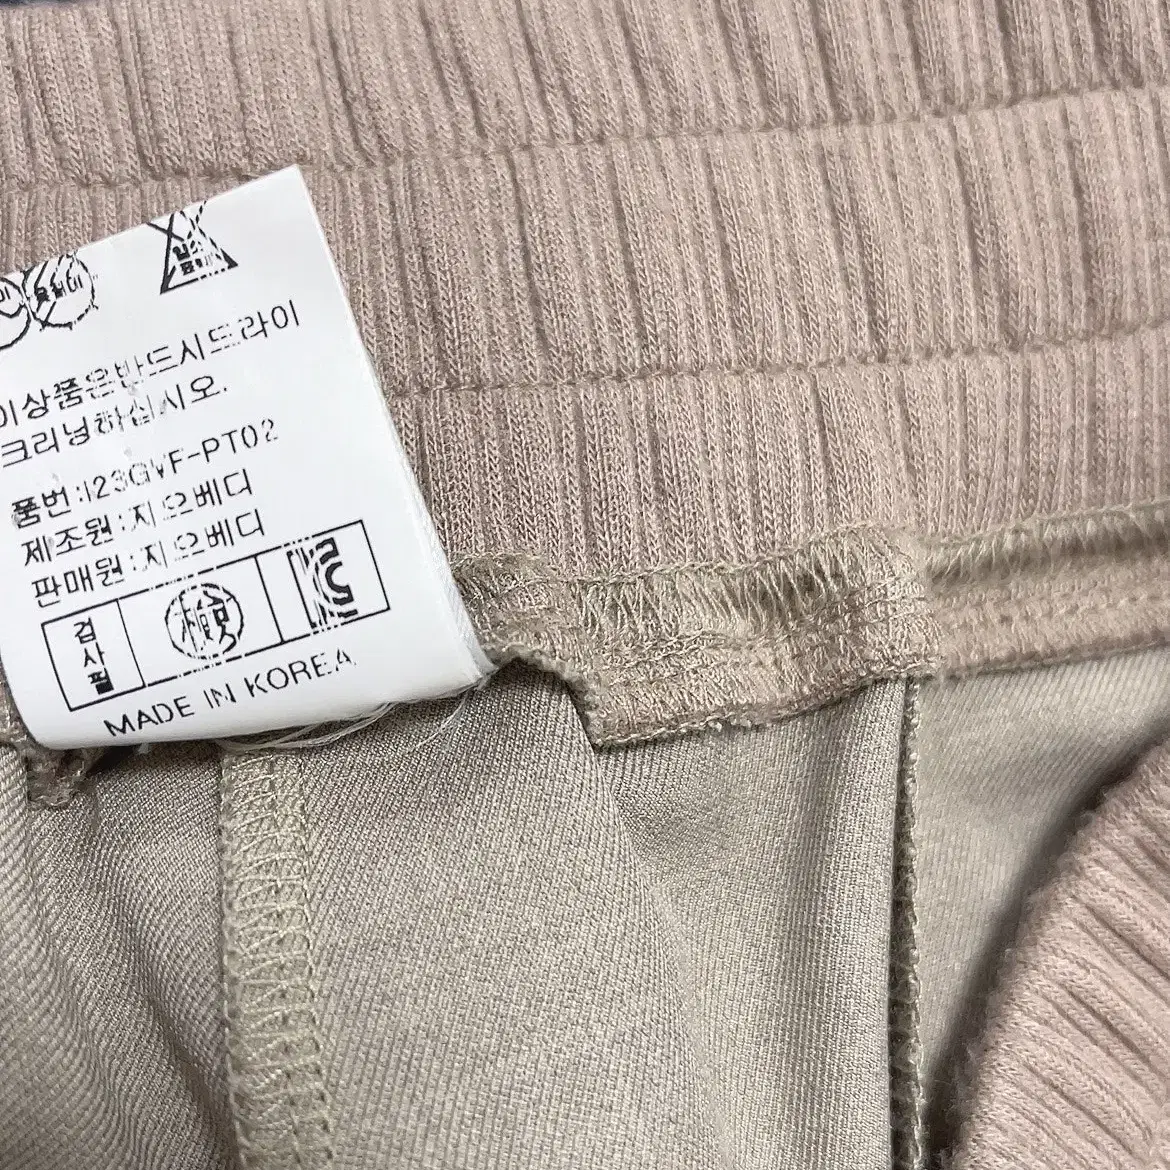 이상품은반드시드라이
크리닝하십시오.
품번:I23GVF-PT02
제조원:지오베디
판매원:지오베디
검사필
檢
MADE IN KOREA